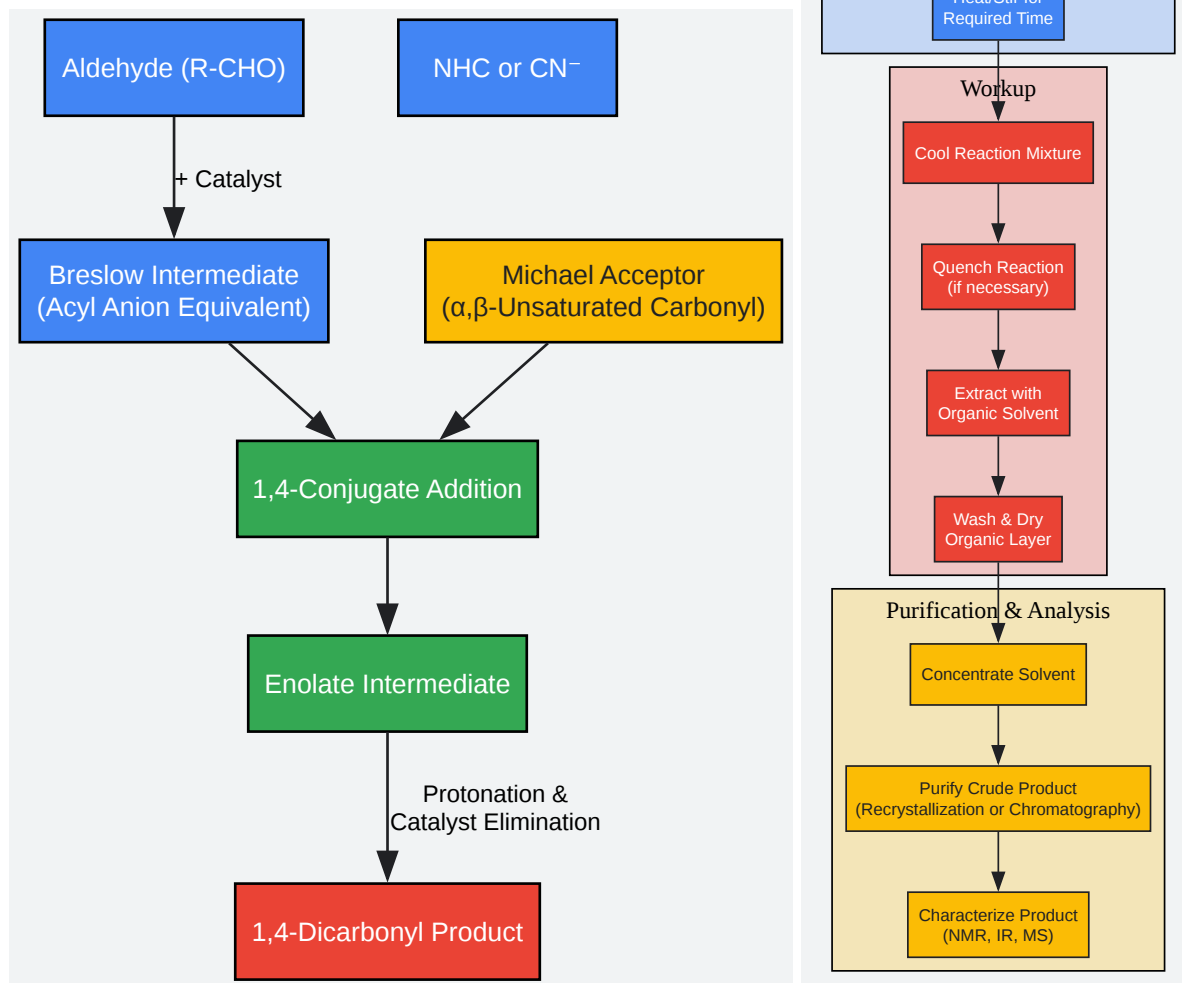 Aldehyde (R-CHO)
NHC or CN⁻
+ Catalyst
Breslow Intermediate
(Acyl Anion Equivalent)
Michael Acceptor
(α,β-Unsaturated Carbonyl)
1,4-Conjugate Addition
Enolate Intermediate
Protonation &
Catalyst Elimination
1,4-Dicarbonyl Product
Heat/Stir for
Required Time
Workup
Cool Reaction Mixture
Quench Reaction
(if necessary)
Extract with
Organic Solvent
Wash & Dry
Organic Layer
Purification & Analysis
Concentrate Solvent
Purify Crude Product
(Recrystallization or Chromatography)
Characterize Product
(NMR, IR, MS)